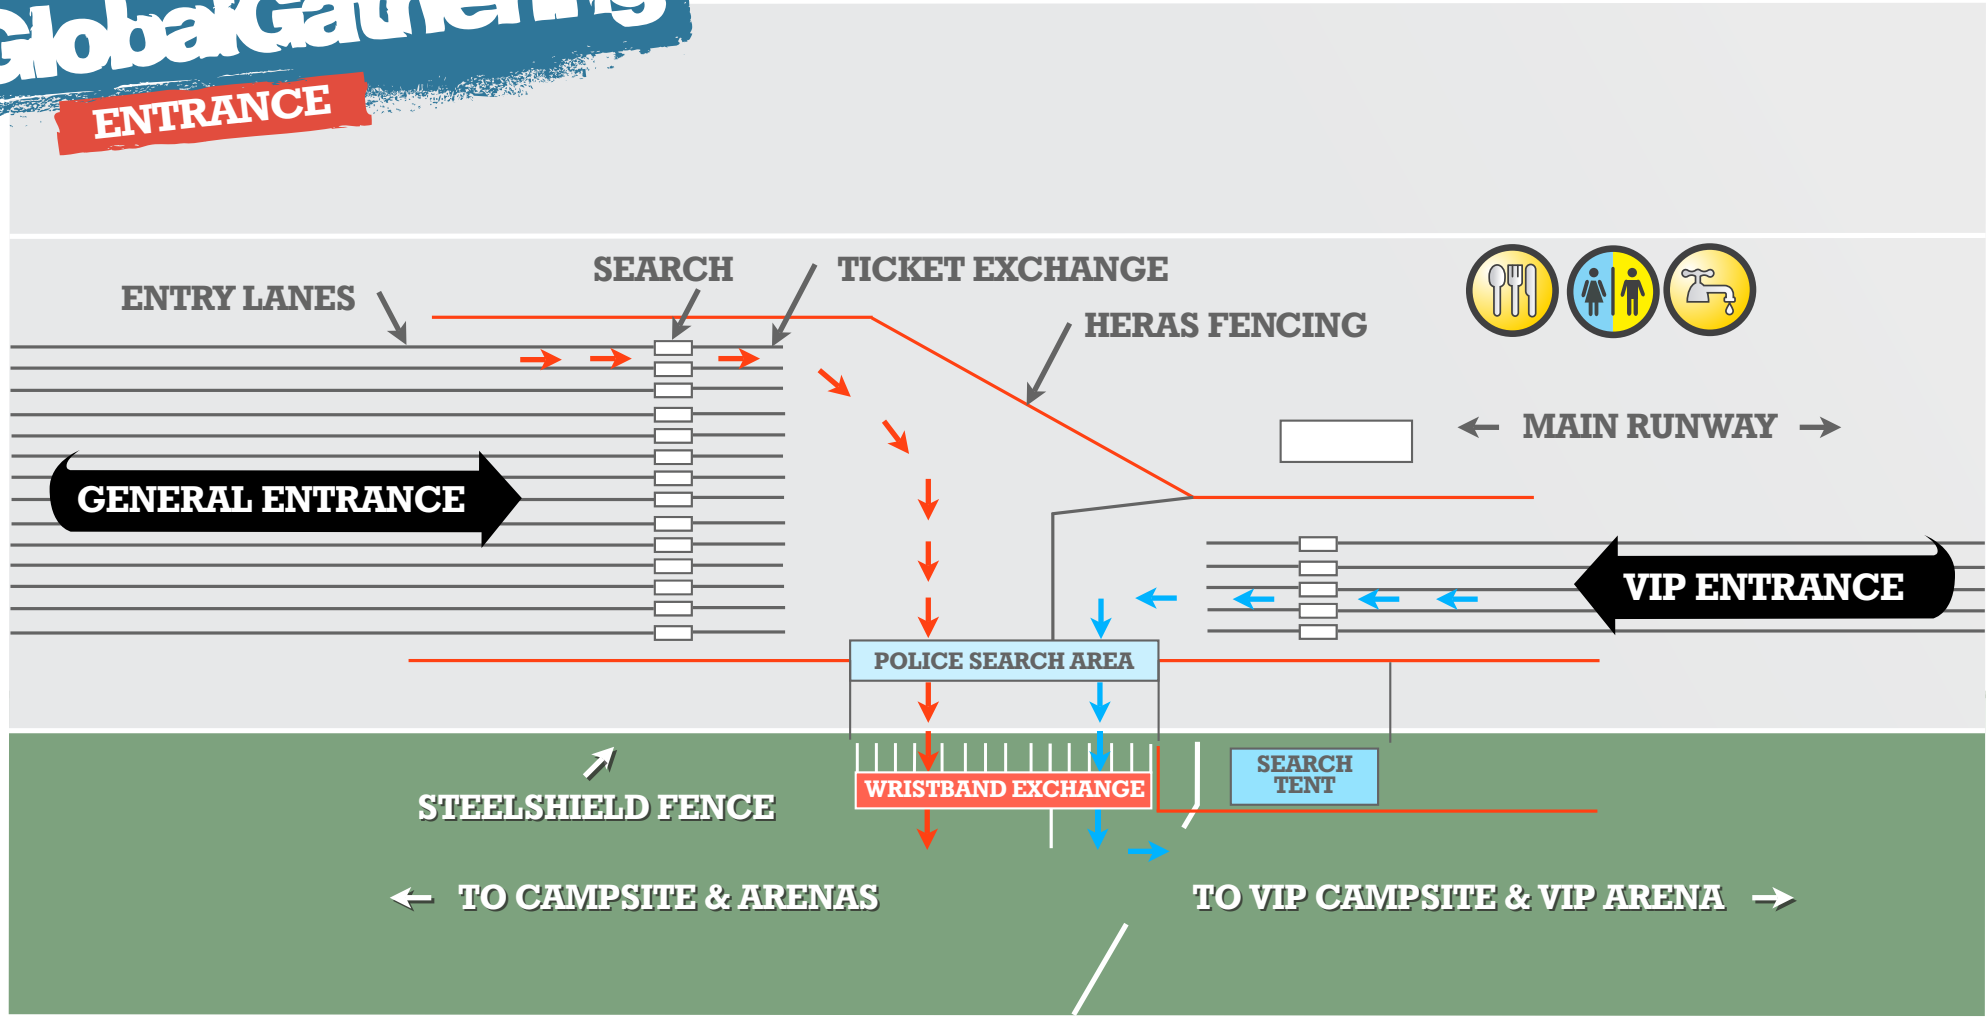 GlobalGathering
ENTRANCE
SEARCH
TICKET EXCHANGE
ENTRY LANES
HERAS FENCING
MAIN RUNWAY
GENERAL ENTRANCE
VIP ENTRANCE
POLICE SEARCH AREA
SEARCH
TENT
WRISTBAND EXCHANGE
STEELSHIELD FENCE
TO CAMPSITE & ARENAS
TO VIP CAMPSITE & VIP ARENA